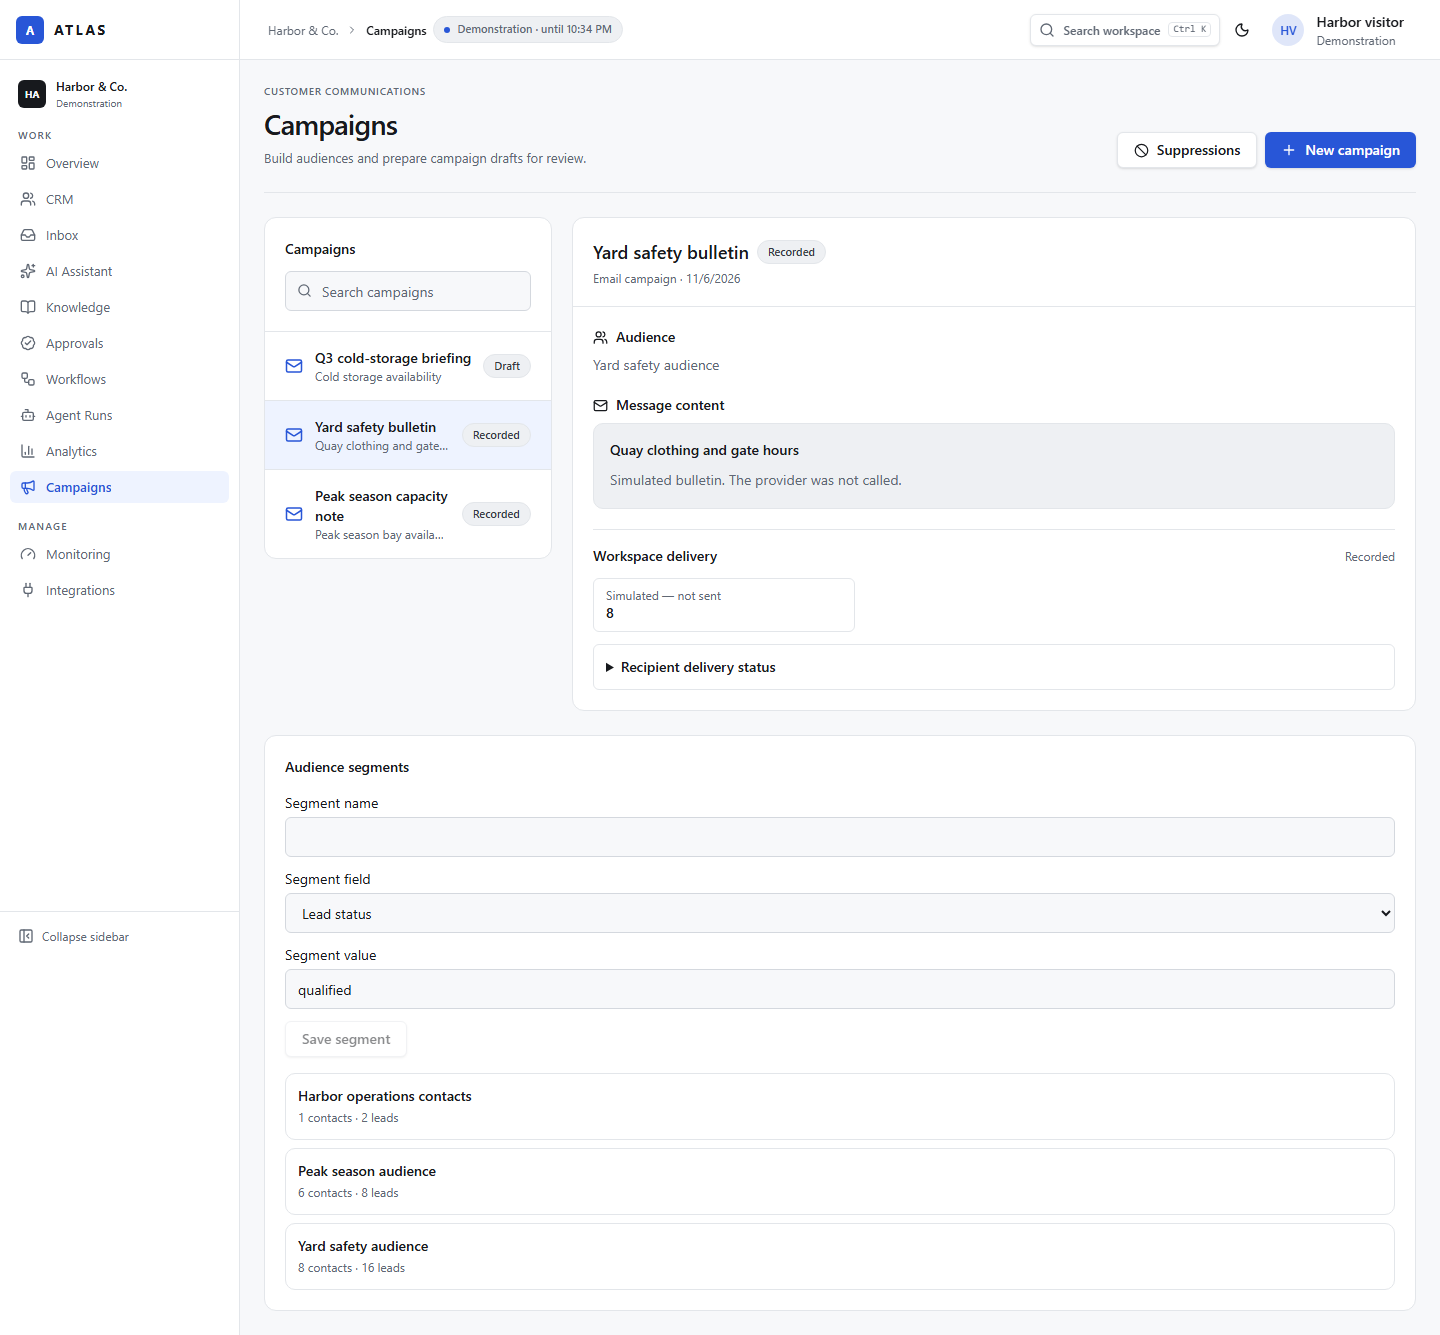 A ATLAS
Harbor & Co. Campaigns Demonstration · until 10:34 PM
Search workspace Ctrl K
HV Harbor visitor
Demonstration
HA Harbor & Co.
Demonstration
WORK
Overview
CRM
Inbox
AI Assistant
Knowledge
Approvals
Workflows
Agent Runs
Analytics
Campaigns
MANAGE
Monitoring
Integrations
Collapse sidebar
CUSTOMER COMMUNICATIONS
Campaigns
Build audiences and prepare campaign drafts for review.
Suppressions
New campaign
Campaigns
Search campaigns
Q3 cold-storage briefing
Cold storage availability
Draft
Yard safety bulletin
Quay clothing and gate...
Recorded
Peak season capacity
note
Peak season bay availa...
Recorded
Yard safety bulletin Recorded
Email campaign · 11/6/2026
Audience
Yard safety audience
Message content
Quay clothing and gate hours
Simulated bulletin. The provider was not called.
Workspace delivery Recorded
Simulated — not sent
8
Recipient delivery status
Audience segments
Segment name
Segment field
Lead status
Segment value
qualified
Save segment
Harbor operations contacts
1 contacts · 2 leads
Peak season audience
6 contacts · 8 leads
Yard safety audience
8 contacts · 16 leads